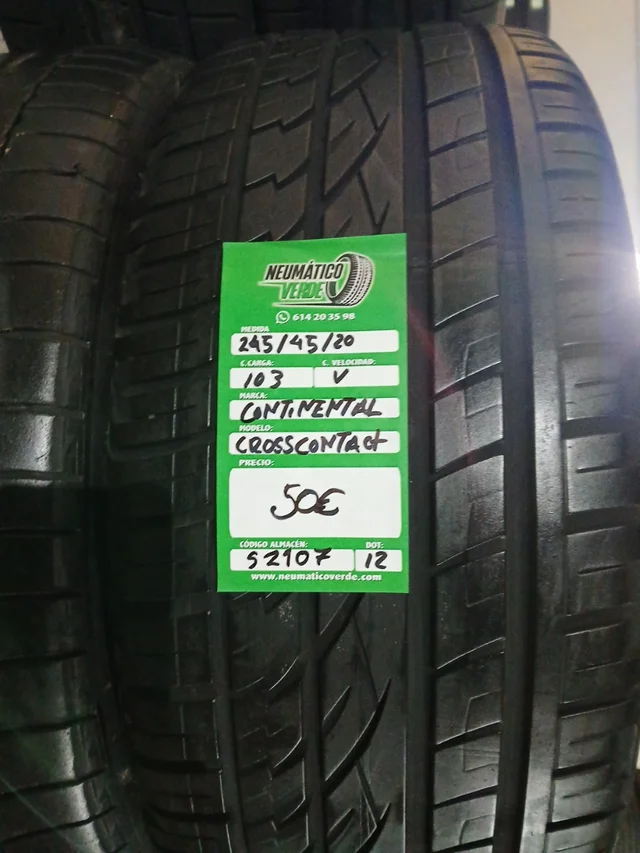 NEUMÁTICO
VERDE
614 20 35 98
MEDIDA
245/45/20
C.CARGA: C. VELOCIDAD:
103 V
MARCA:
CONTINENTAL
MODELO:
CROSSCONTACT
PRECIO:
50€
CÓDIGO ALMACÉN: DOT:
S2107 12
www.neumaticoverde.com